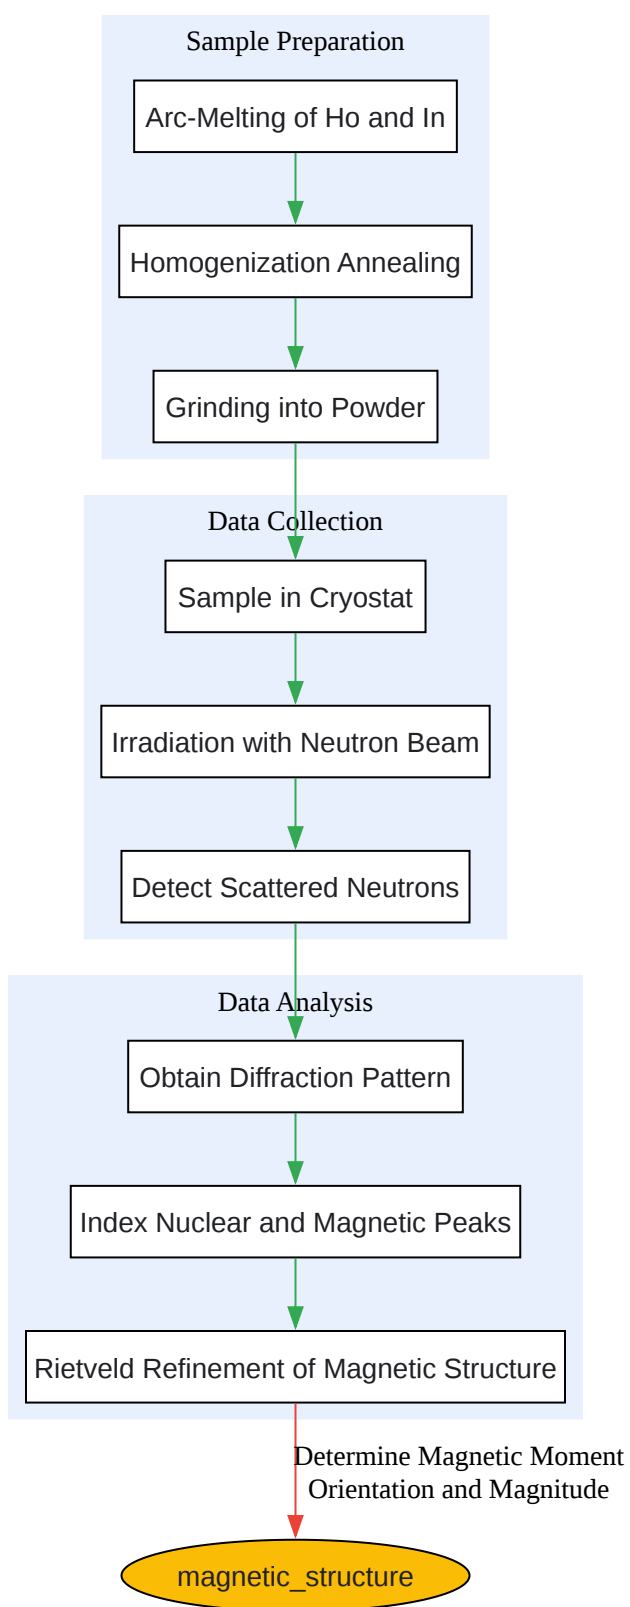 Sample Preparation
Arc-Melting of Ho and In
Homogenization Annealing
Grinding into Powder
Data Collection
Sample in Cryostat
Irradiation with Neutron Beam
Detect Scattered Neutrons
Data Analysis
Obtain Diffraction Pattern
Index Nuclear and Magnetic Peaks
Rietveld Refinement of Magnetic Structure
Determine Magnetic Moment
Orientation and Magnitude
magnetic_structure